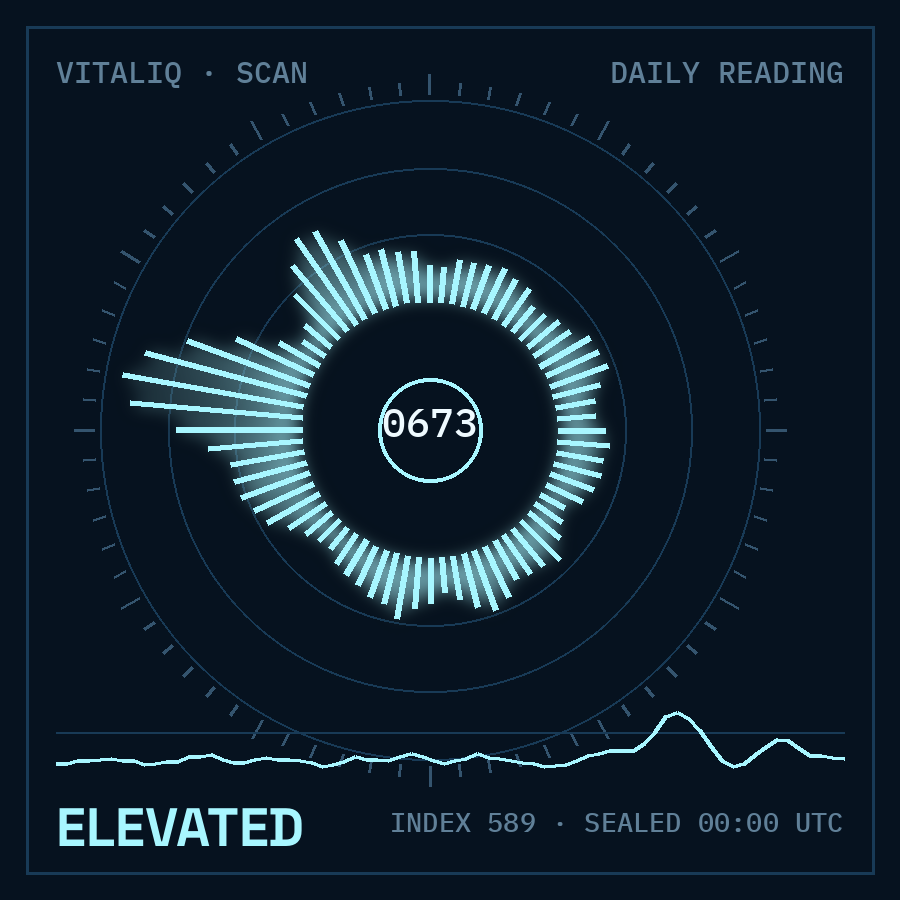 VITALIQ · SCAN
DAILY READING
0673
ELEVATED
INDEX 589 · SEALED 00:00 UTC